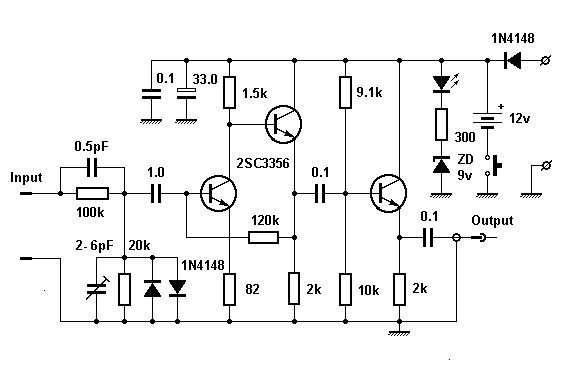 1N4148
0.1
33.0
1.5k
9.1k
+
12v
300
ZD
9v
2SC3356
0.5pF
Input
1.0
0.1
100k
120k
0.1
Output
2-6pF
20k
1N4148
82
2k
10k
2k